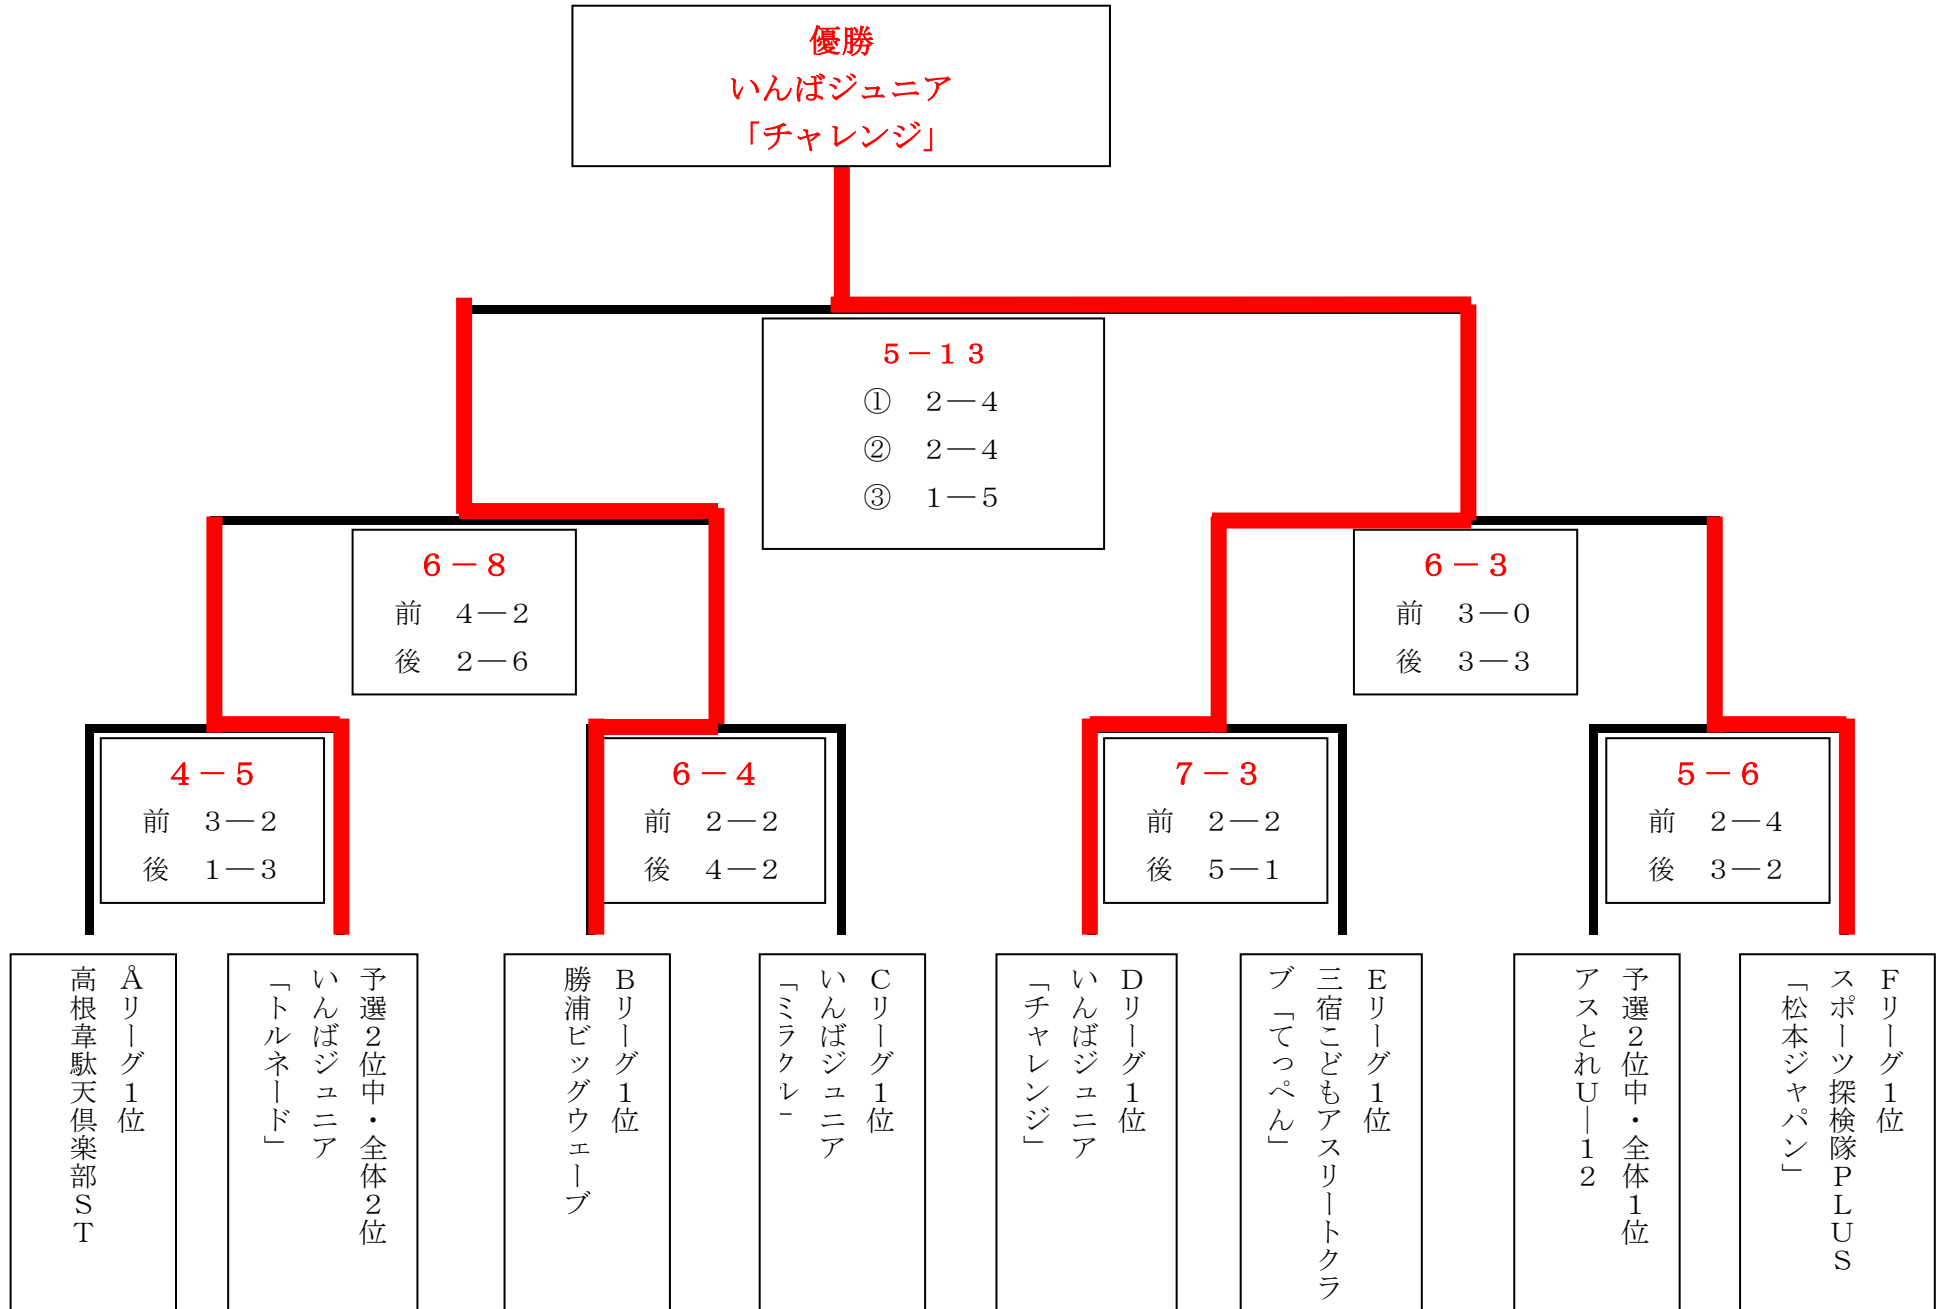 優勝
いんばジュニア
「チャレンジ」
５－１３
①　２―４
②　２―４
③　１―５
６－８
前　４―２
後　２―６
６－３
前　３―０
後　３―３
４－５
前　３―２
後　１―３
６－４
前　２―２
後　４―２
７－３
前　２―２
後　５―１
５－６
前　２―４
後　３―２
Åリーグ１位
高根韋駄天倶楽部ＳＴ
予選２位中・全体２位
いんばジュニア
「トルネード」
Ｂリーグ１位
勝浦ビッグウェーブ
Ｃリーグ１位
いんばジュニア
「ミラクル」
Ｄリーグ１位
いんばジュニア
「チャレンジ」
Ｅリーグ１位
三宿こどもアスリートクラ
ブ「てっぺん」
予選２位中・全体１位
アスとれＵ―１２
Ｆリーグ１位
スポーツ探検隊ＰＬＵＳ
「松本ジャパン」